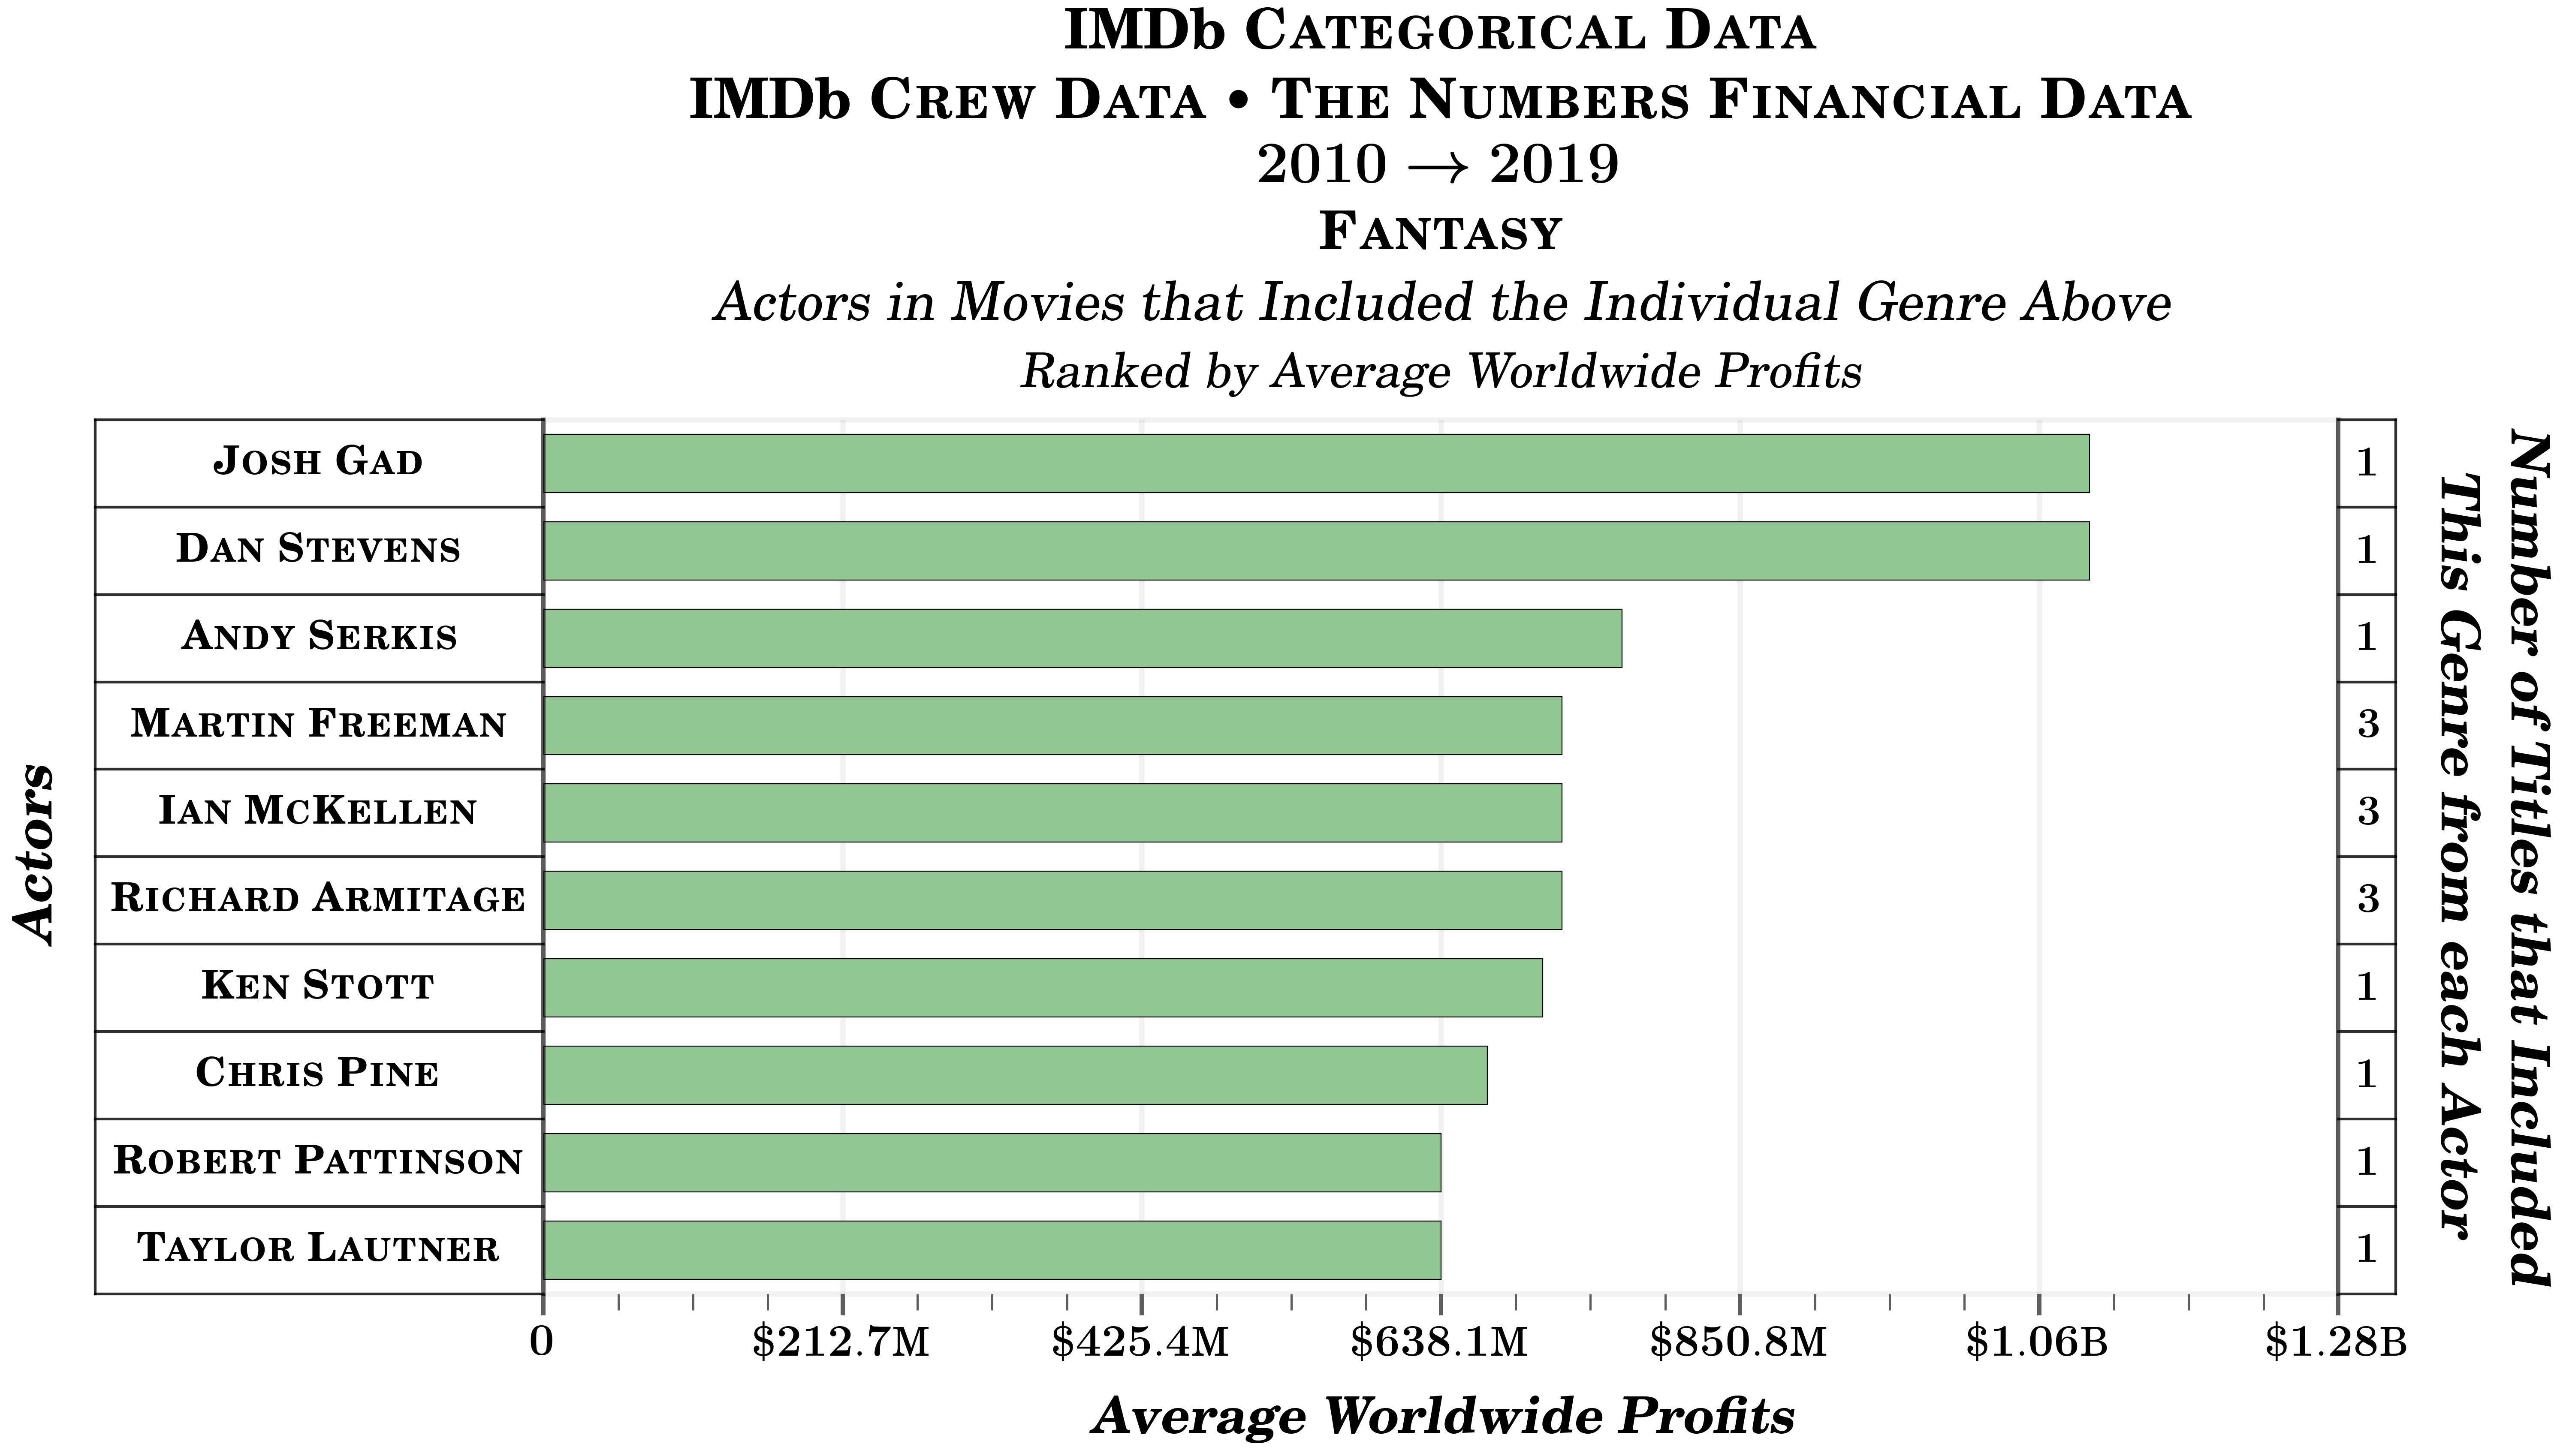 IMDb Categorical Data
IMDb Crew Data • The Numbers Financial Data
2010 → 2019
Fantasy
Actors in Movies that Included the Individual Genre Above
Ranked by Average Worldwide Profits
Actors
Josh Gad 1
Dan Stevens 1
Andy Serkis 1
Martin Freeman 3
Ian McKellen 3
Richard Armitage 3
Ken Stott 1
Chris Pine 1
Robert Pattinson 1
Taylor Lautner 1
Number of Titles that Included
This Genre from each Actor
0 $212.7M $425.4M $638.1M $850.8M $1.06B $1.28B
Average Worldwide Profits